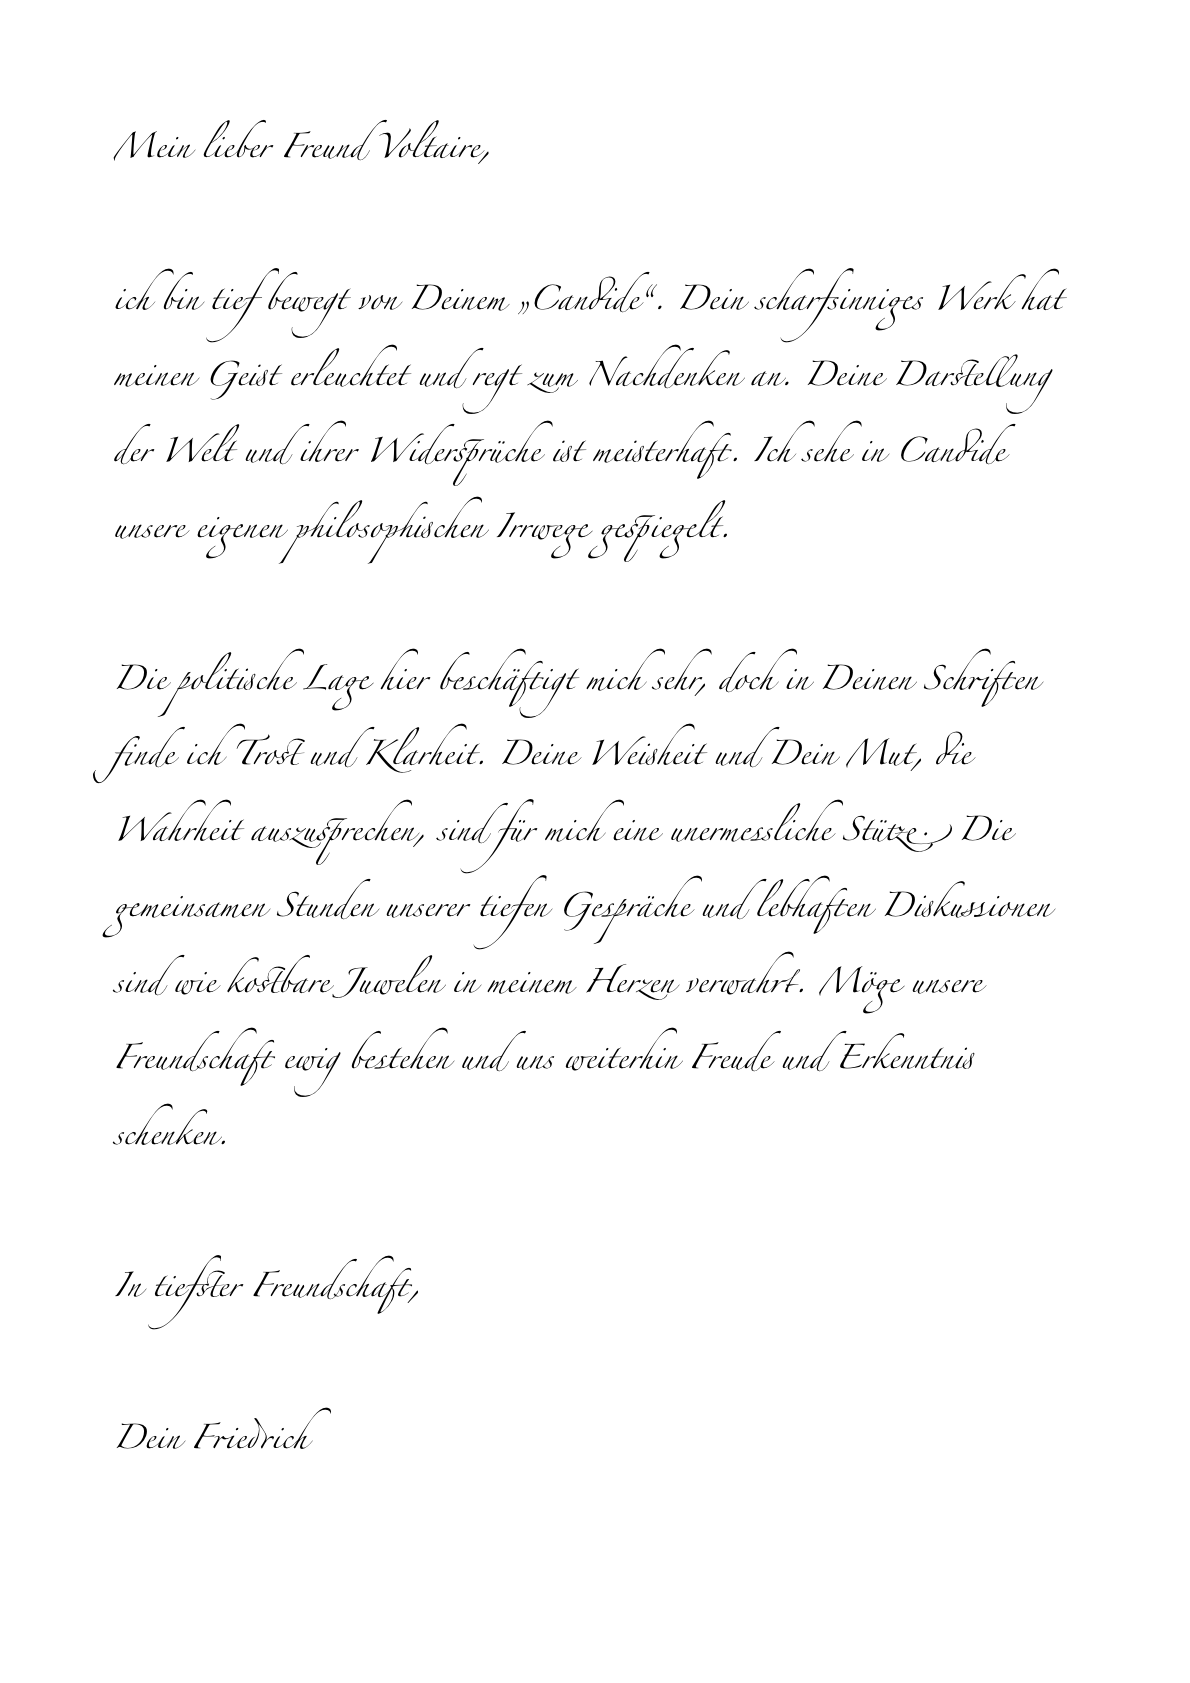 Mein lieber Freund Voltaire,
ich bin tief bewegt von Deinem „Candide“. Dein scharfsinniges Werk hat
meinen Geist erleuchtet und regt zum Nachdenken an. Deine Darstellung
der Welt und ihrer Widersprüche ist meisterhaft. Ich sehe in Candide
unsere eigenen philosophischen Irrwege gespiegelt.
Die politische Lage hier beschäftigt mich sehr, doch in Deinen Schriften
finde ich Trost und Klarheit. Deine Weisheit und Dein Mut, die
Wahrheit auszusprechen, sind für mich eine unermessliche Stütze. Die
gemeinsamen Stunden unserer tiefen Gespräche und lebhaften Diskussionen
sind wie kostbare Juwelen in meinem Herzen verwahrt. Möge unsere
Freundschaft ewig bestehen und uns weiterhin Freude und Erkenntnis
schenken.
In tiefster Freundschaft,
Dein Friedrich